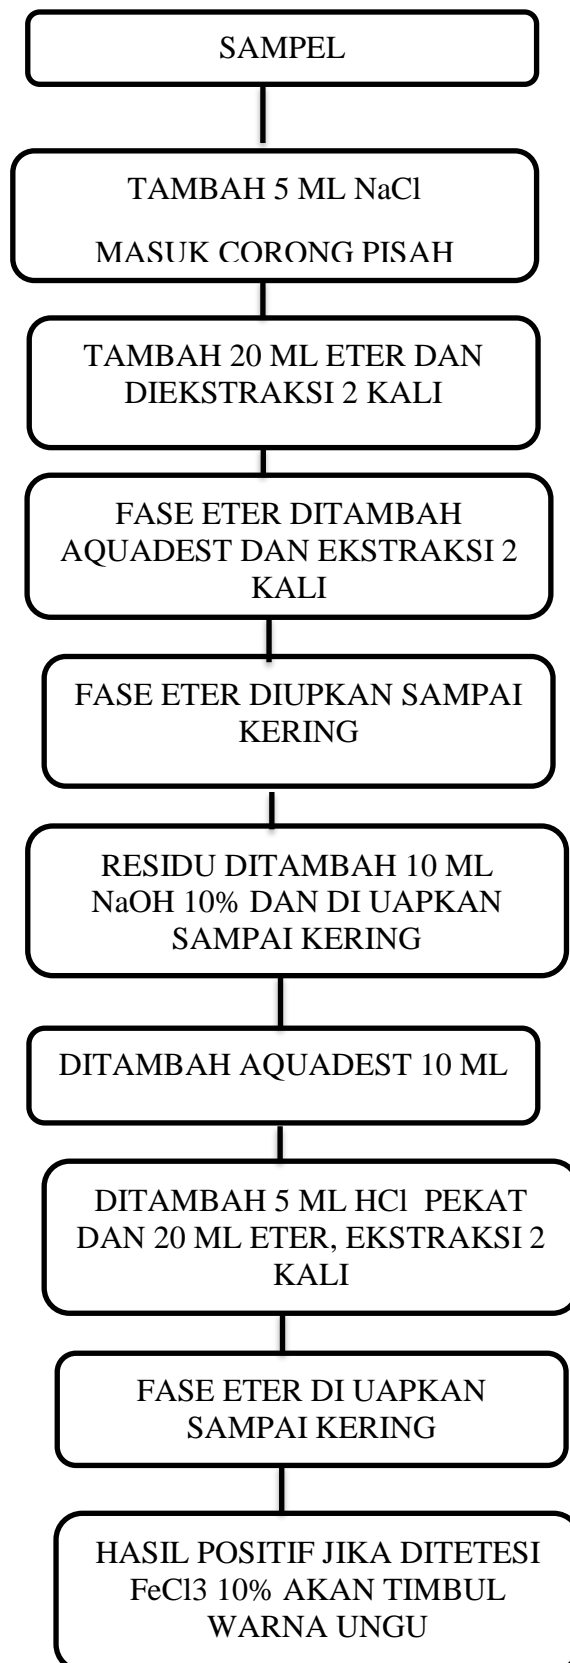 SAMPEL
TAMBAH 5 ML NaCl
MASUK CORONG PISAH
TAMBAH 20 ML ETER DAN
DIEKSTRAKSI 2 KALI
FASE ETER DITAMBAH
AQUADEST DAN EKSTRAKSI 2
KALI
FASE ETER DIUPKAN SAMPAI
KERING
RESIDU DITAMBAH 10 ML
NaOH 10% DAN DI UAPKAN
SAMPAI KERING
DITAMBAH AQUADEST 10 ML
DITAMBAH 5 ML HCl  PEKAT
DAN 20 ML ETER, EKSTRAKSI 2
KALI
FASE ETER DI UAPKAN
SAMPAI KERING
HASIL POSITIF JIKA DITETESI
FeCl3 10% AKAN TIMBUL
WARNA UNGU